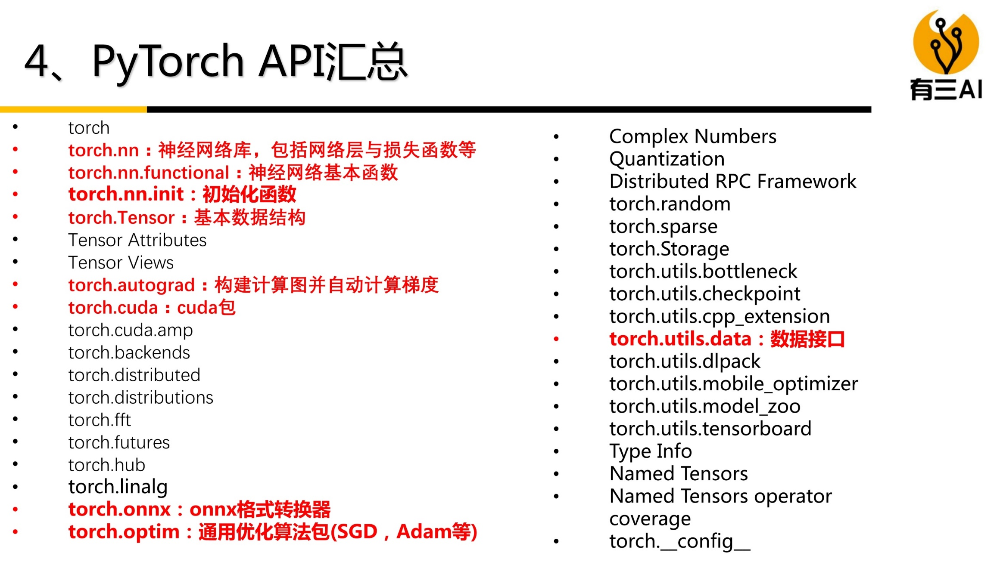 4、PyTorch API汇总
有三AI
• torch
• torch.nn：神经网络库，包括网络层与损失函数等
• torch.nn.functional：神经网络基本函数
• torch.nn.init：初始化函数
• torch.Tensor：基本数据结构
• Tensor Attributes
• Tensor Views
• torch.autograd：构建计算图并自动计算梯度
• torch.cuda：cuda包
• torch.cuda.amp
• torch.backends
• torch.distributed
• torch.distributions
• torch.fft
• torch.futures
• torch.hub
• torch.linalg
• torch.onnx：onnx格式转换器
• torch.optim：通用优化算法包(SGD，Adam等)
• Complex Numbers
• Quantization
• Distributed RPC Framework
• torch.random
• torch.sparse
• torch.Storage
• torch.utils.bottleneck
• torch.utils.checkpoint
• torch.utils.cpp_extension
• torch.utils.data：数据接口
• torch.utils.dlpack
• torch.utils.mobile_optimizer
• torch.utils.model_zoo
• torch.utils.tensorboard
• Type Info
• Named Tensors
• Named Tensors operator
coverage
• torch.__config__